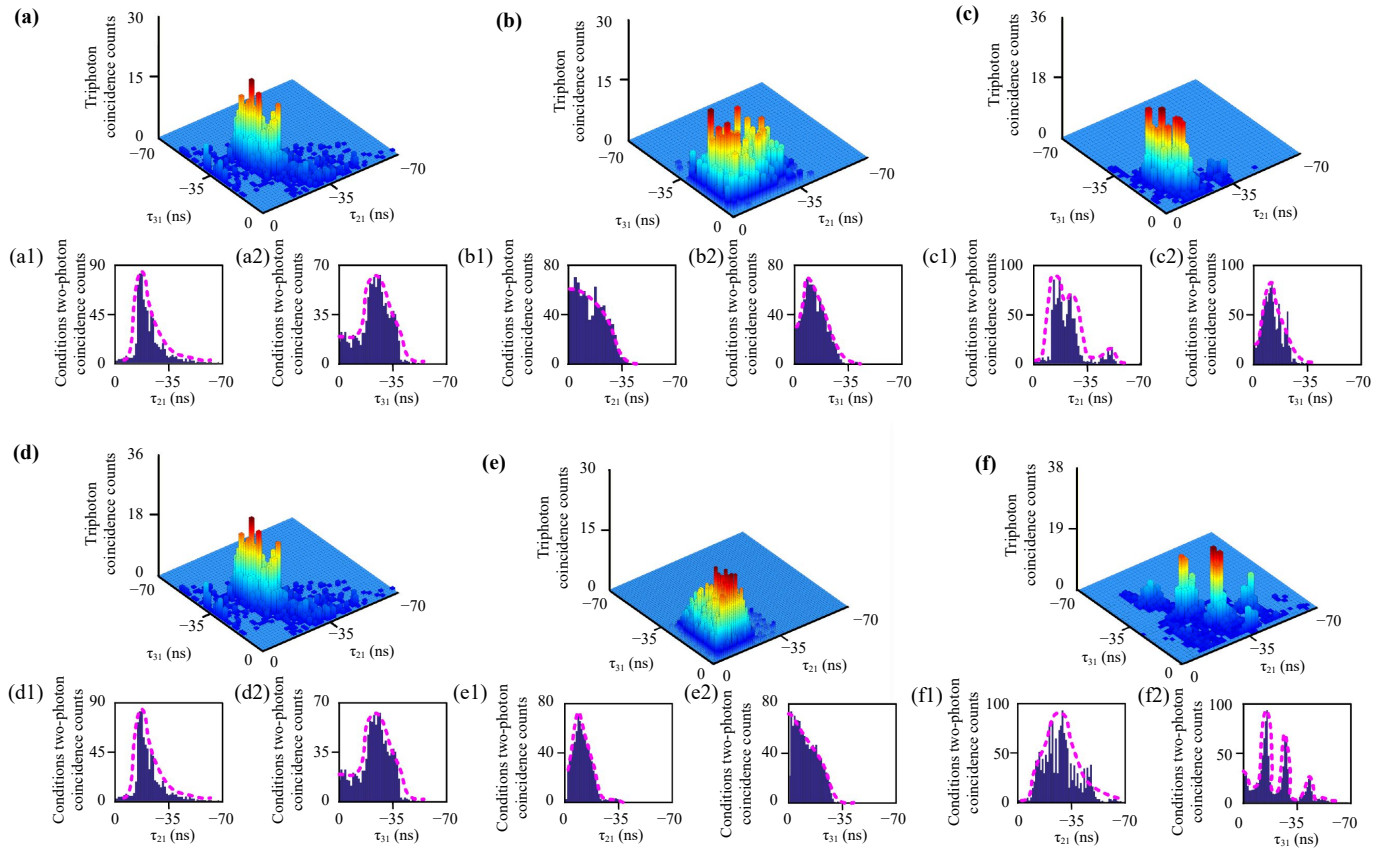 (a)
30
15
0
Triphoton
coincidence counts
−70
−35
0
τ31 (ns)
0
−35
−70
τ21 (ns)
(b)
30
15
0
Triphoton
coincidence counts
−70
−35
0
τ31 (ns)
0
−35
−70
τ21 (ns)
(c)
36
18
0
Triphoton
coincidence counts
−70
−35
0
τ31 (ns)
0
−35
−70
τ21 (ns)
(a1)
Conditions two-photon
coincidence counts
90
45
0
0 −35 −70
τ21 (ns)
(a2)
Conditions two-photon
coincidence counts
70
35
0
0 −35 −70
τ31 (ns)
(b1)
Conditions two-photon
coincidence counts
80
40
0
0 −35 −70
τ21 (ns)
(b2)
Conditions two-photon
coincidence counts
80
40
0
0 −35 −70
τ31 (ns)
(c1)
Conditions two-photon
coincidence counts
100
50
0
0 −35 −70
τ21 (ns)
(c2)
Conditions two-photon
coincidence counts
100
50
0
0 −35 −70
τ31 (ns)
(d)
36
18
0
Triphoton
coincidence counts
−70
−35
0
τ31 (ns)
0
−35
−70
τ21 (ns)
(e)
30
15
0
Triphoton
coincidence counts
−70
−35
0
τ31 (ns)
0
−35
−70
τ21 (ns)
(f)
38
19
0
Triphoton
coincidence counts
−70
−35
0
τ31 (ns)
0
−35
−70
τ21 (ns)
(d1)
Conditions two-photon
coincidence counts
90
45
0
0 −35 −70
τ21 (ns)
(d2)
Conditions two-photon
coincidence counts
70
35
0
0 −35 −70
τ31 (ns)
(e1)
Conditions two-photon
coincidence counts
80
40
0
0 −35 −70
τ21 (ns)
(e2)
Conditions two-photon
coincidence counts
80
40
0
0 −35 −70
τ31 (ns)
(f1)
Conditions two-photon
coincidence counts
100
50
0
0 −35 −70
τ21 (ns)
(f2)
Conditions two-photon
coincidence counts
100
50
0
0 −35 −70
τ31 (ns)